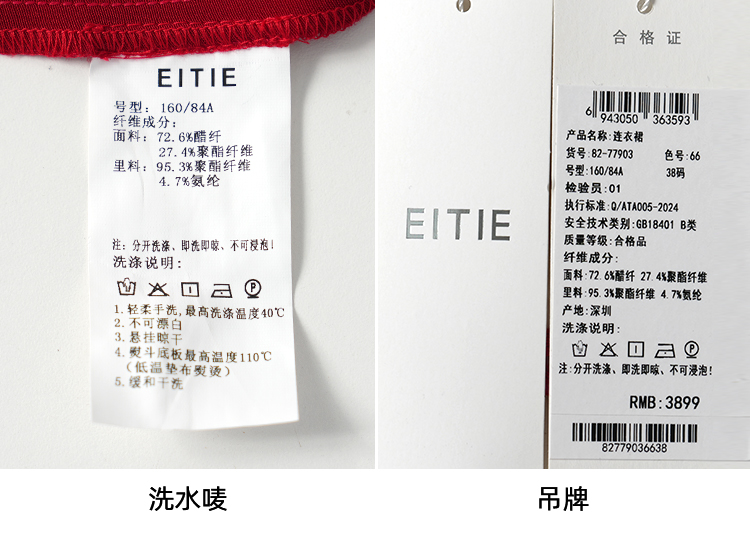 EITIE
号型：160/84A
纤维成分：
面料：72.6%醋纤
27.4%聚酯纤维
里料：95.3%聚酯纤维
4.7%氨纶
注：分开洗涤、即洗即晾、不可浸泡！
洗涤说明：
1.轻柔手洗,最高洗涤温度40℃
2.不可漂白
3.悬挂晾干
4.熨斗底板最高温度110℃
（低温垫布熨烫）
5.缓和干洗
洗水唛
EITIE
合格证
6 943050 363593
产品名称:连衣裙
货号:82-77903 色号:66
号型:160/84A 38码
检验员:01
执行标准:Q/ATA005-2024
安全技术类别:GB18401 B类
质量等级:合格品
纤维成分:
面料:72.6%醋纤 27.4%聚酯纤维
里料:95.3%聚酯纤维 4.7%氨纶
产地:深圳
洗涤说明:
注:分开洗涤、即洗即晾、不可浸泡!
RMB:3899
82779036638
吊牌